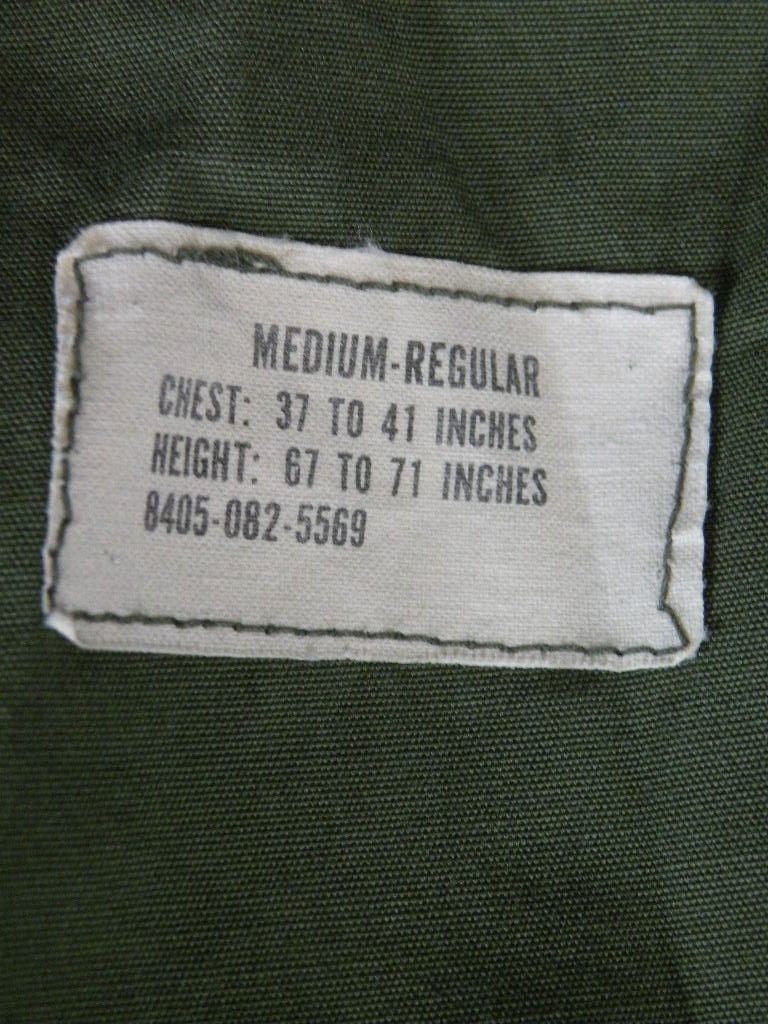 MEDIUM-REGULAR
CHEST: 37 TO 41 INCHES
HEIGHT: 67 TO 71 INCHES
8405-082-5569